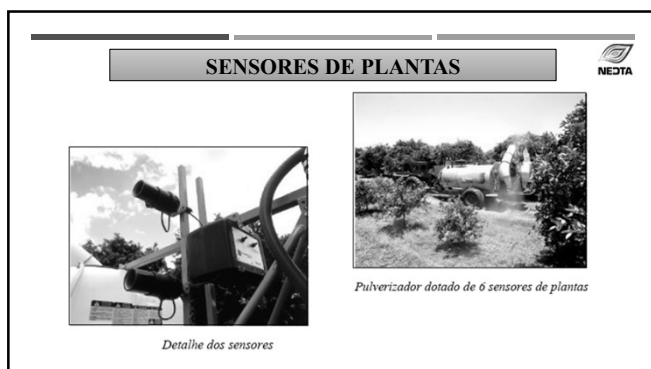 SENSORES DE PLANTAS
NEDTA
Pulverizador dotado de 6 sensores de plantas
Detalhe dos sensores